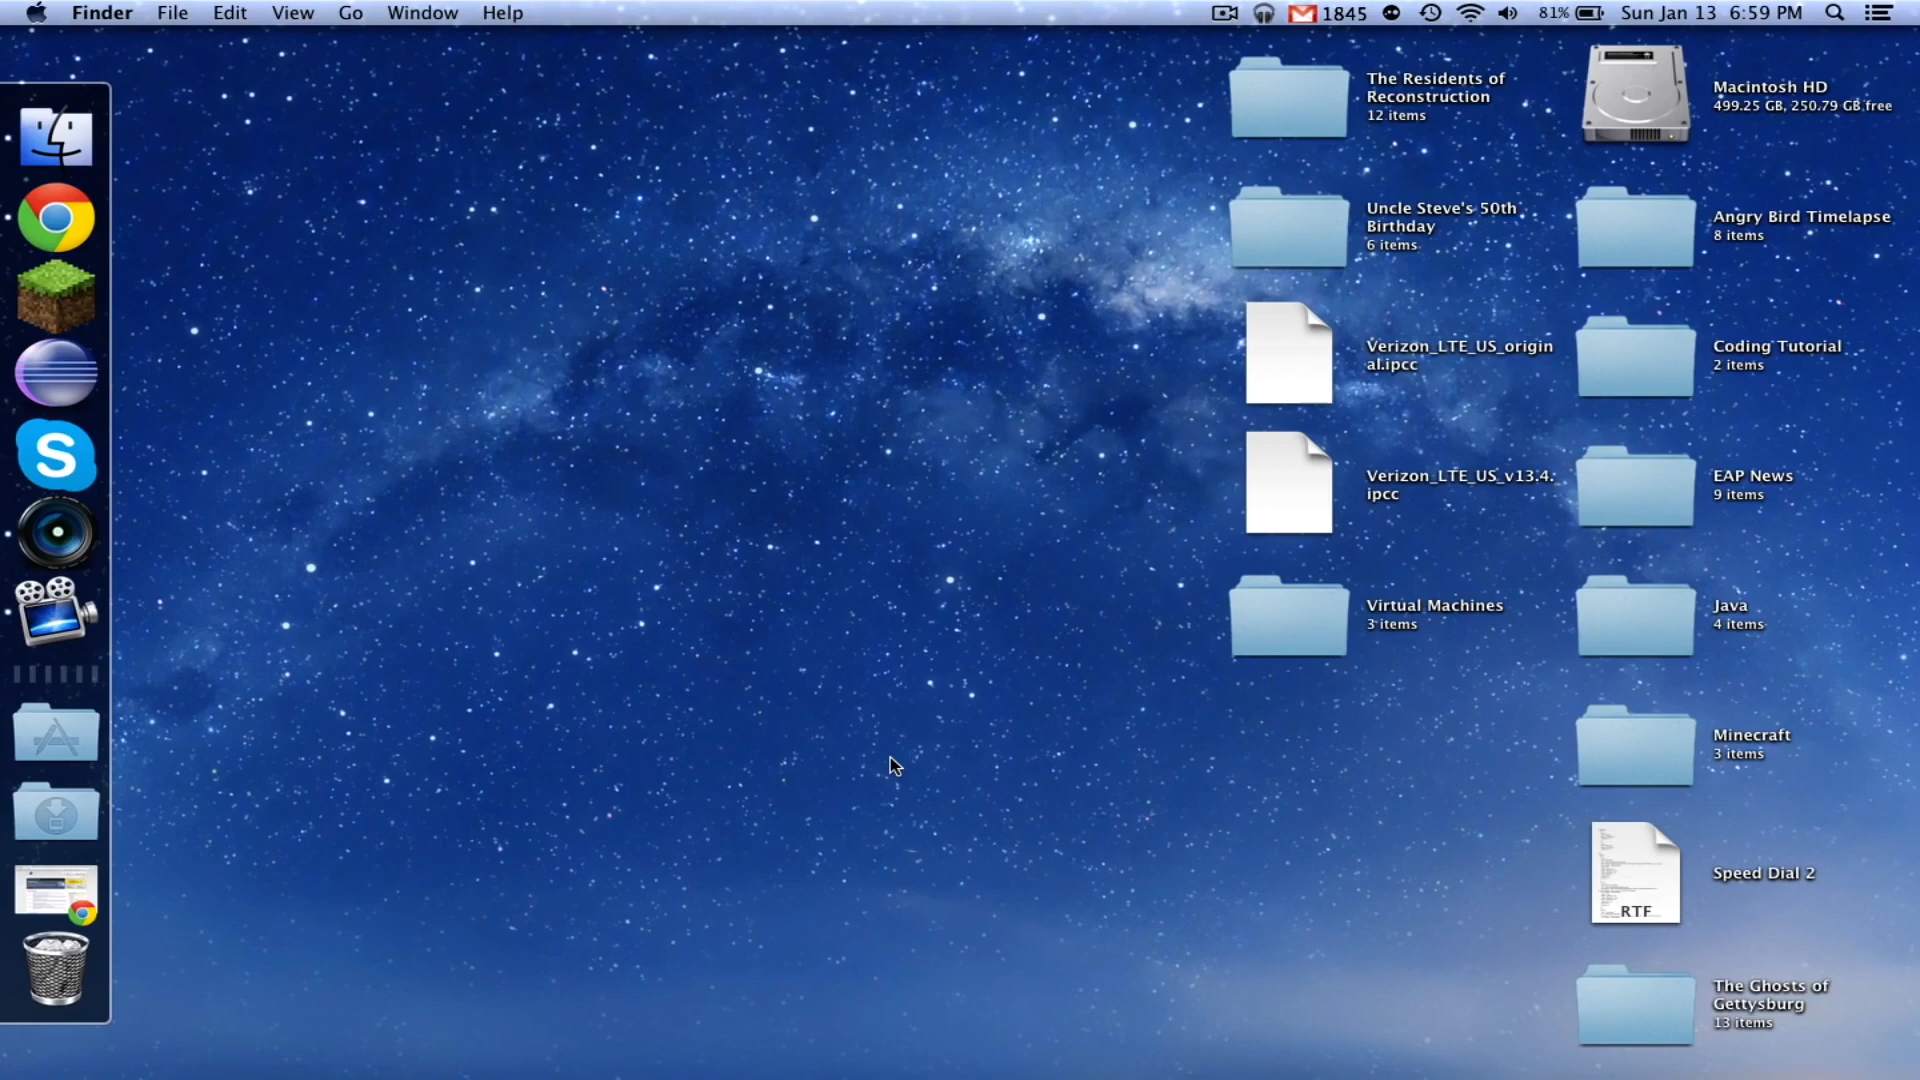 Finder File Edit View Go Window Help 1845 81% Sun Jan 13 6:59 PM
The Residents of
Reconstruction
12 items
Uncle Steve's 50th
Birthday
6 items
Verizon_LTE_US_origin
al.ipcc
Verizon_LTE_US_v13.4.
ipcc
Virtual Machines
3 items
Macintosh HD
499.25 GB, 250.79 GB free
Angry Bird Timelapse
8 items
Coding Tutorial
2 items
EAP News
9 items
Java
4 items
Minecraft
3 items
RTF
Speed Dial 2
The Ghosts of
Gettysburg
13 items
S